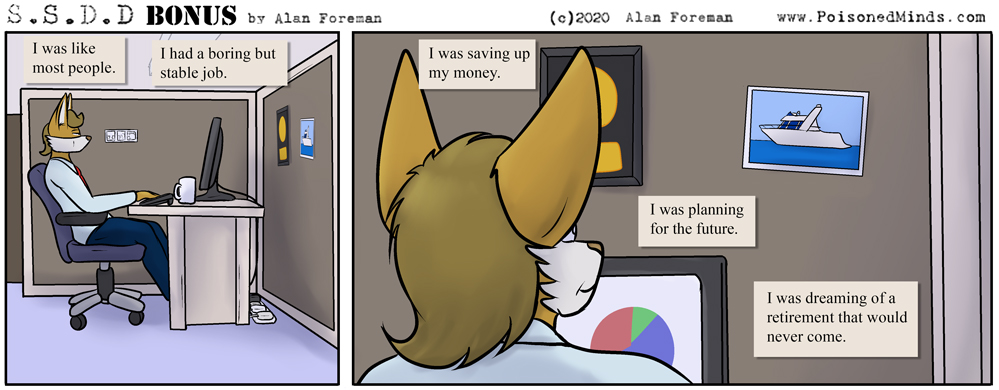 S.S.D.D BONUS by Alan Foreman (c)2020 Alan Foreman www.PoisonedMinds.com
I was like
most people.
I had a boring but
stable job.
I was saving up
my money.
I was planning
for the future.
I was dreaming of a
retirement that would
never come.